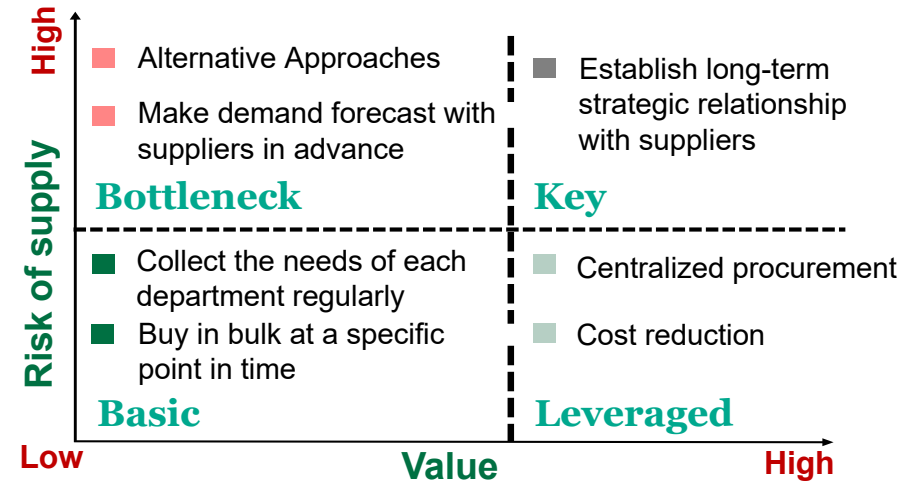 High
Risk of supply
Alternative Approaches
Make demand forecast with
suppliers in advance
Bottleneck
Establish long-term
strategic relationship
with suppliers
Key
Collect the needs of each
department regularly
Buy in bulk at a specific
point in time
Basic
Centralized procurement
Cost reduction
Leveraged
Low
Value
High